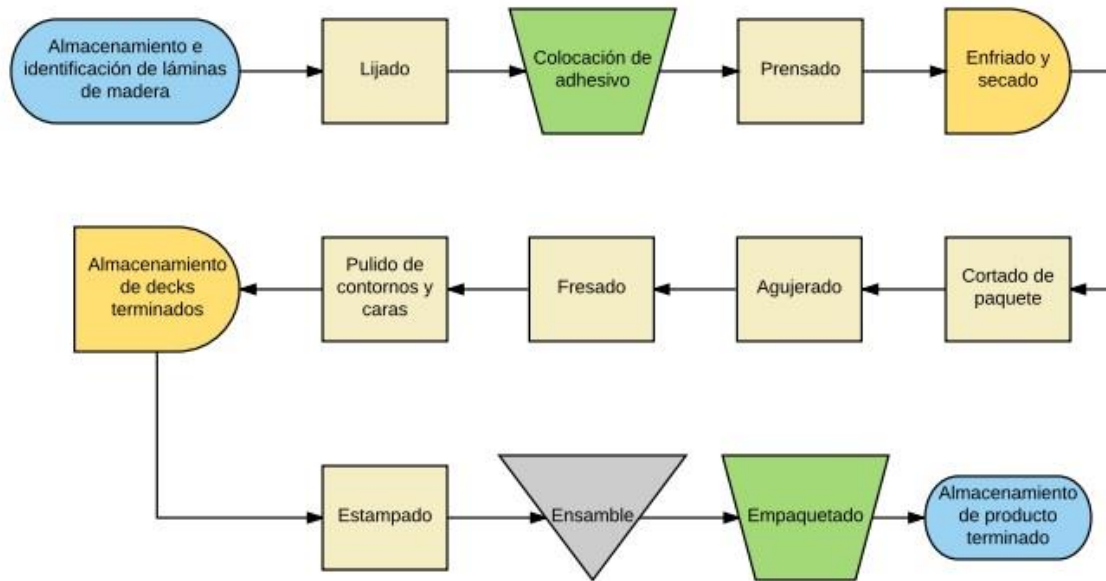 Almacenamiento e
identificación de láminas
de madera
Lijado
Colocación de
adhesivo
Prensado
Enfriado y
secado
Cortado de
paquete
Agujerado
Fresado
Pulido de
contornos y
caras
Almacenamiento
de decks
terminados
Estampado
Ensamble
Empaquetado
Almacenamiento
de producto
terminado